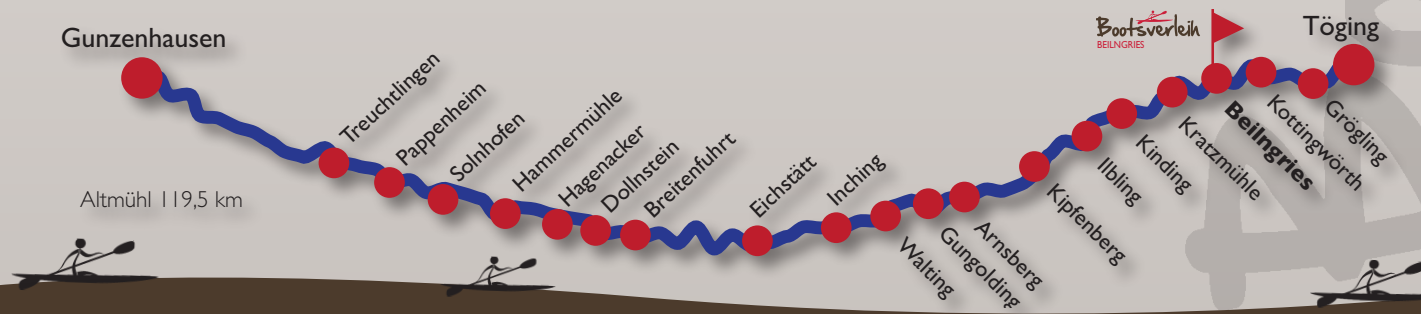 Gunzenhausen
Treuchtlingen
Pappenheim
Solnhofen
Hammermühle
Hagenacker
Dollnstein
Breitenfuhrt
Eichstätt
Inching
Walting
Gungolding
Arnsberg
Kipfenberg
Ilbling
Kinding
Kratzmühle
Bootsverleih
BEILNGRIES
Beilngries
Kottingwörth
Grögling
Töging
Altmühl 119,5 km